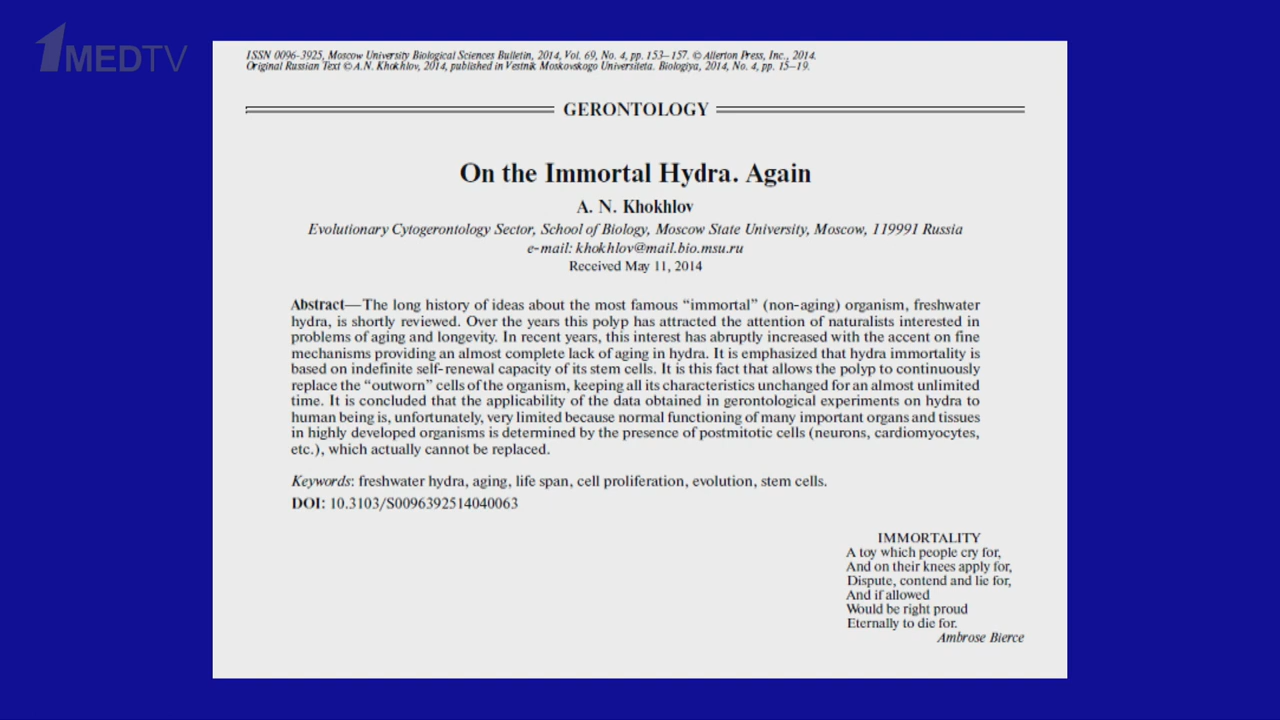 1MEDTV
ISSN 0096-3925, Moscow University Biological Sciences Bulletin, 2014, Vol. 69, No. 4, pp. 153–157. © Allerton Press, Inc., 2014.
Original Russian Text © A.N. Khokhlov, 2014, published in Vestnik Moskovskogo Universiteta. Biologiya, 2014, No. 4, pp. 15–19.
GERONTOLOGY
On the Immortal Hydra. Again
A. N. Khokhlov
Evolutionary Cytogerontology Sector, School of Biology, Moscow State University, Moscow, 119991 Russia
e-mail: khokhlov@mail.bio.msu.ru
Received May 11, 2014
Abstract—The long history of ideas about the most famous “immortal” (non-aging) organism, freshwater
hydra, is shortly reviewed. Over the years this polyp has attracted the attention of naturalists interested in
problems of aging and longevity. In recent years, this interest has abruptly increased with the accent on fine
mechanisms providing an almost complete lack of aging in hydra. It is emphasized that hydra immortality is
based on indefinite self-renewal capacity of its stem cells. It is this fact that allows the polyp to continuously
replace the “outworn” cells of the organism, keeping all its characteristics unchanged for an almost unlimited
time. It is concluded that the applicability of the data obtained in gerontological experiments on hydra to
human being is, unfortunately, very limited because normal functioning of many important organs and tissues
in highly developed organisms is determined by the presence of postmitotic cells (neurons, cardiomyocytes,
etc.), which actually cannot be replaced.
Keywords: freshwater hydra, aging, life span, cell proliferation, evolution, stem cells.
DOI: 10.3103/S0096392514040063
IMMORTALITY
A toy which people cry for,
And on their knees apply for,
Dispute, contend and lie for,
And if allowed
Would be right proud
Eternally to die for.
Ambrose Bierce